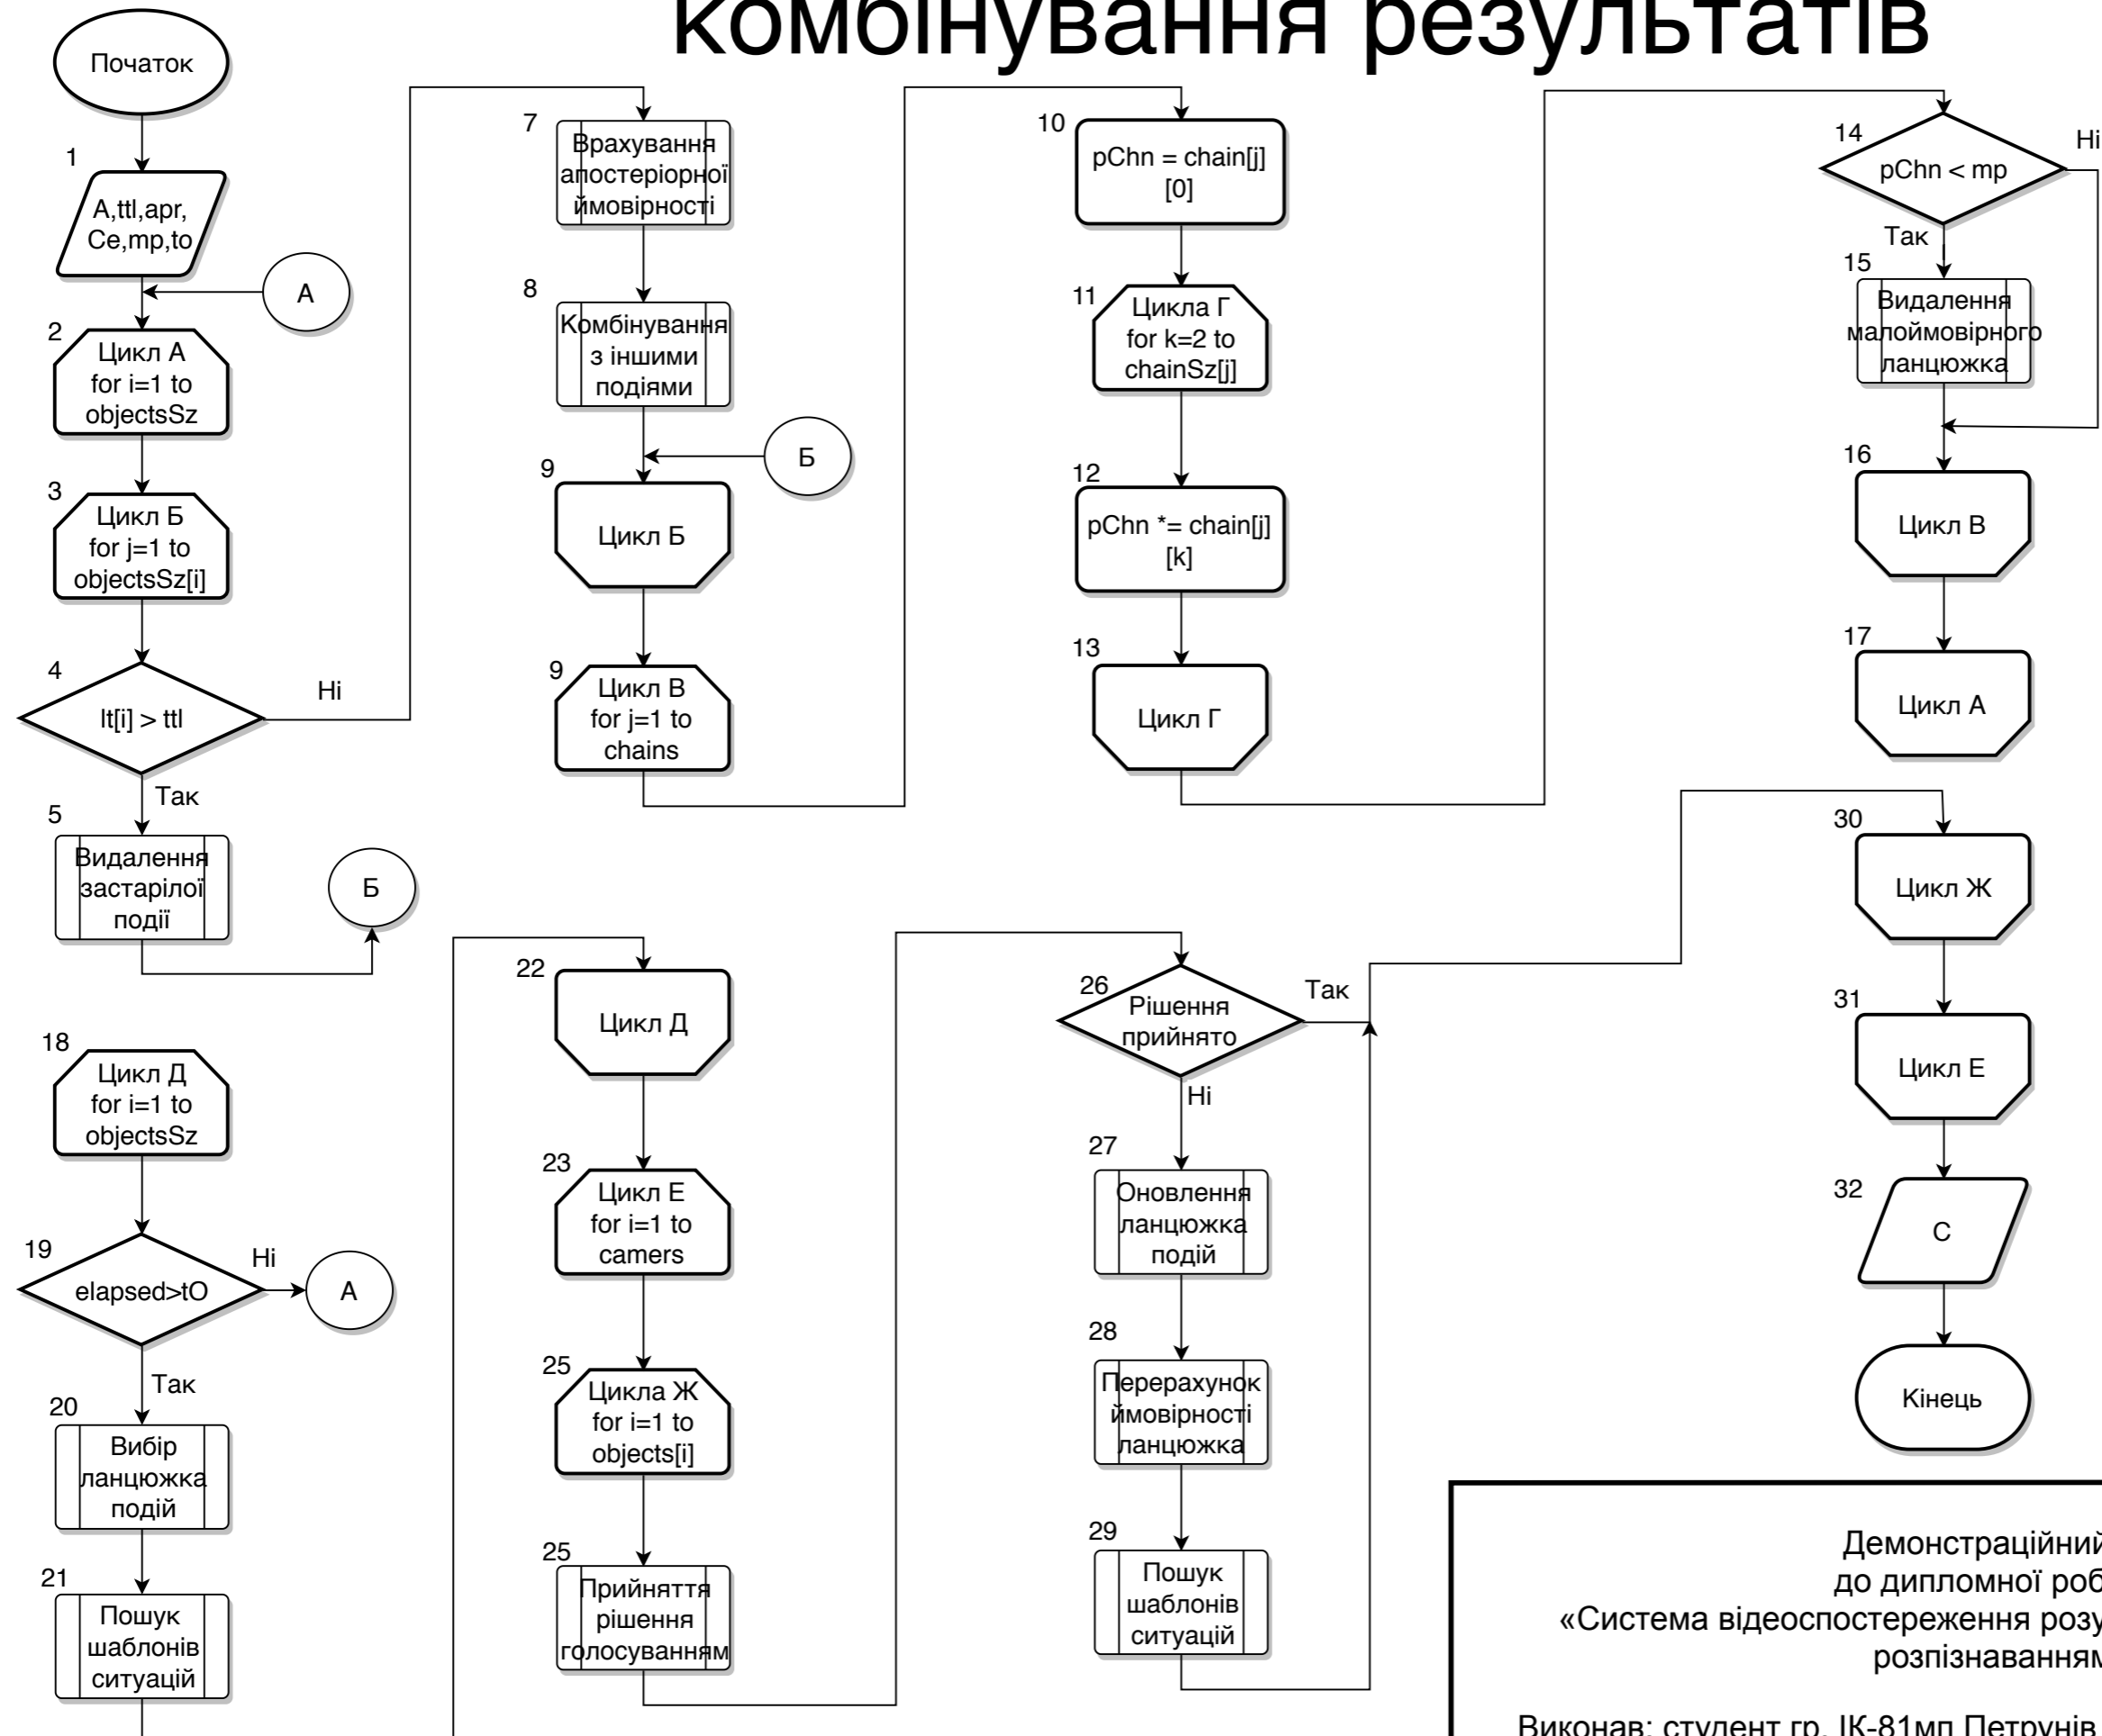 комбінування результатів
Початок
1
A,ttl,apr,
Ce,mp,to
А
2
Цикл А
for i=1 to
objectsSz
3
Цикл Б
for j=1 to
objectsSz[i]
4
lt[i] > ttl
Ні
Так
5
Видалення
застарілої
події
Б
7
Врахування
апостеріорної
ймовірності
8
Комбінування
з іншими
подіями
Б
9
Цикл Б
9
Цикл В
for j=1 to
chains
10
pChn = chain[j]
[0]
11
Цикла Г
for k=2 to
chainSz[j]
12
pChn *= chain[j]
[k]
13
Цикл Г
14
pChn < mp
Ні
Так
15
Видалення
малоймовірного
ланцюжка
16
Цикл В
17
Цикл А
18
Цикл Д
for i=1 to
objectsSz
19
elapsed>tO
Ні
А
Так
20
Вибір
ланцюжка
подій
21
Пошук
шаблонів
ситуацій
22
Цикл Д
23
Цикл Е
for i=1 to
camers
25
Цикла Ж
for i=1 to
objects[i]
25
Прийняття
рішення
голосуванням
26
Рішення
прийнято
Так
Ні
27
Оновлення
ланцюжка
подій
28
Перерахунок
ймовірності
ланцюжка
29
Пошук
шаблонів
ситуацій
30
Цикл Ж
31
Цикл Е
32
С
Кінець
Демонстраційний
до дипломної роб
«Система відеоспостереження розу
розпізнаванням
Виконав: студент гр. ІК-81мп Петрунів